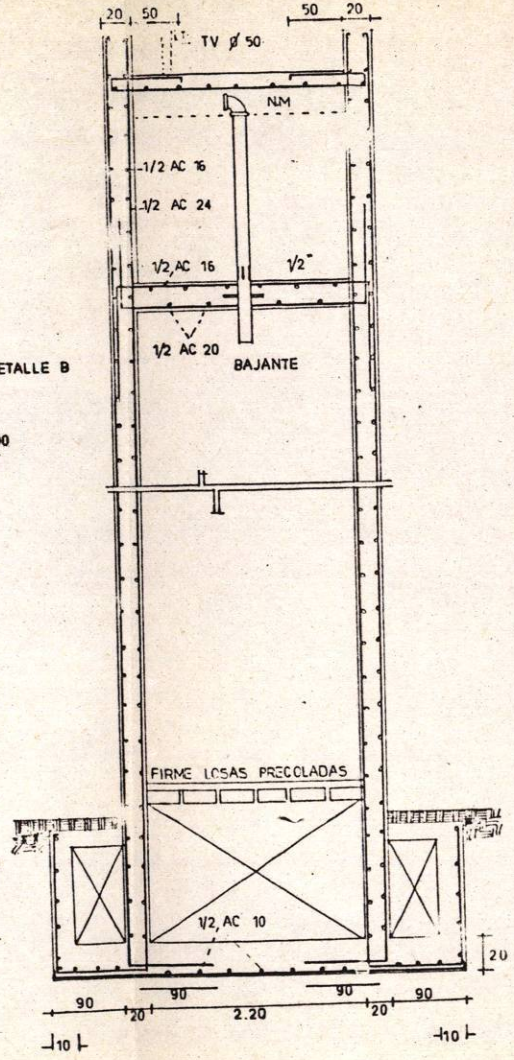 20 50 50 20
TV Ø 50
NM
1/2 AC 16
1/2 AC 24
1/2, AC 16 1/2"
1/2 AC 20
BAJANTE
ETALLE B
FIRME LOSAS PRECOLADAS
1/2, AC 10
20
90 90
90 20 2.20 20 90
10 10